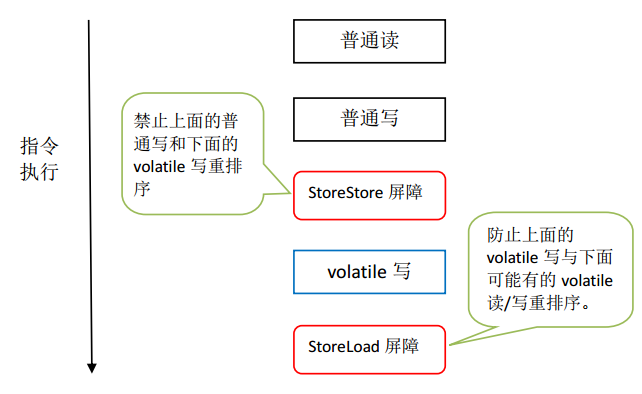 普通读
普通写
禁止上面的普
通写和下面的
volatile 写重排
序
指令
执行
StoreStore 屏障
volatile 写
防止上面的
volatile 写与下面
可能有的 volatile
读/写重排序。
StoreLoad 屏障